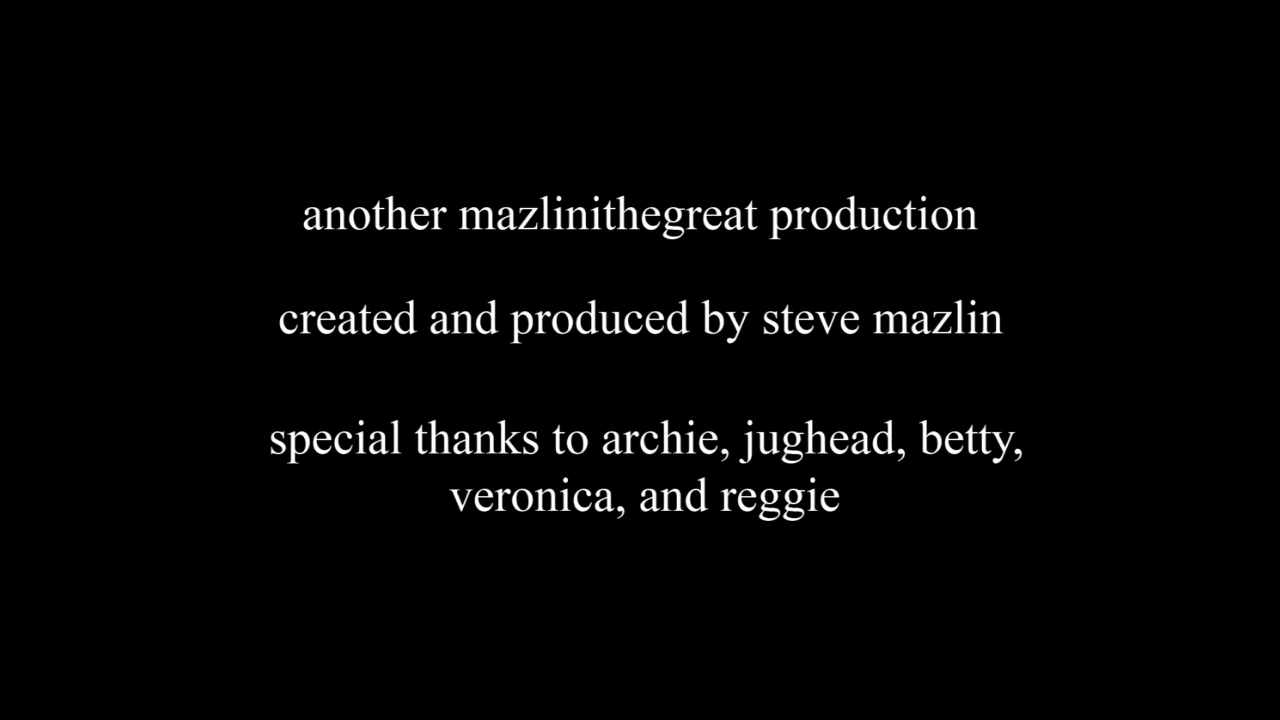 another mazlinithegreat production
created and produced by steve mazlin
special thanks to archie, jughead, betty,
veronica, and reggie